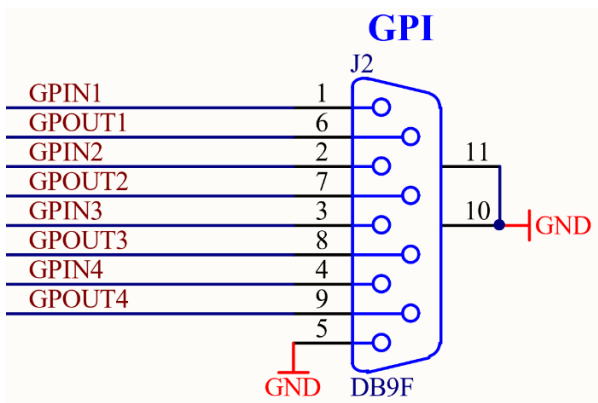 GPI
J2
GPIN1 1
GPOUT1 6
GPIN2 2 11
GPOUT2 7
GPIN3 3 10 GND
GPOUT3 8
GPIN4 4
GPOUT4 9
5
GND DB9F